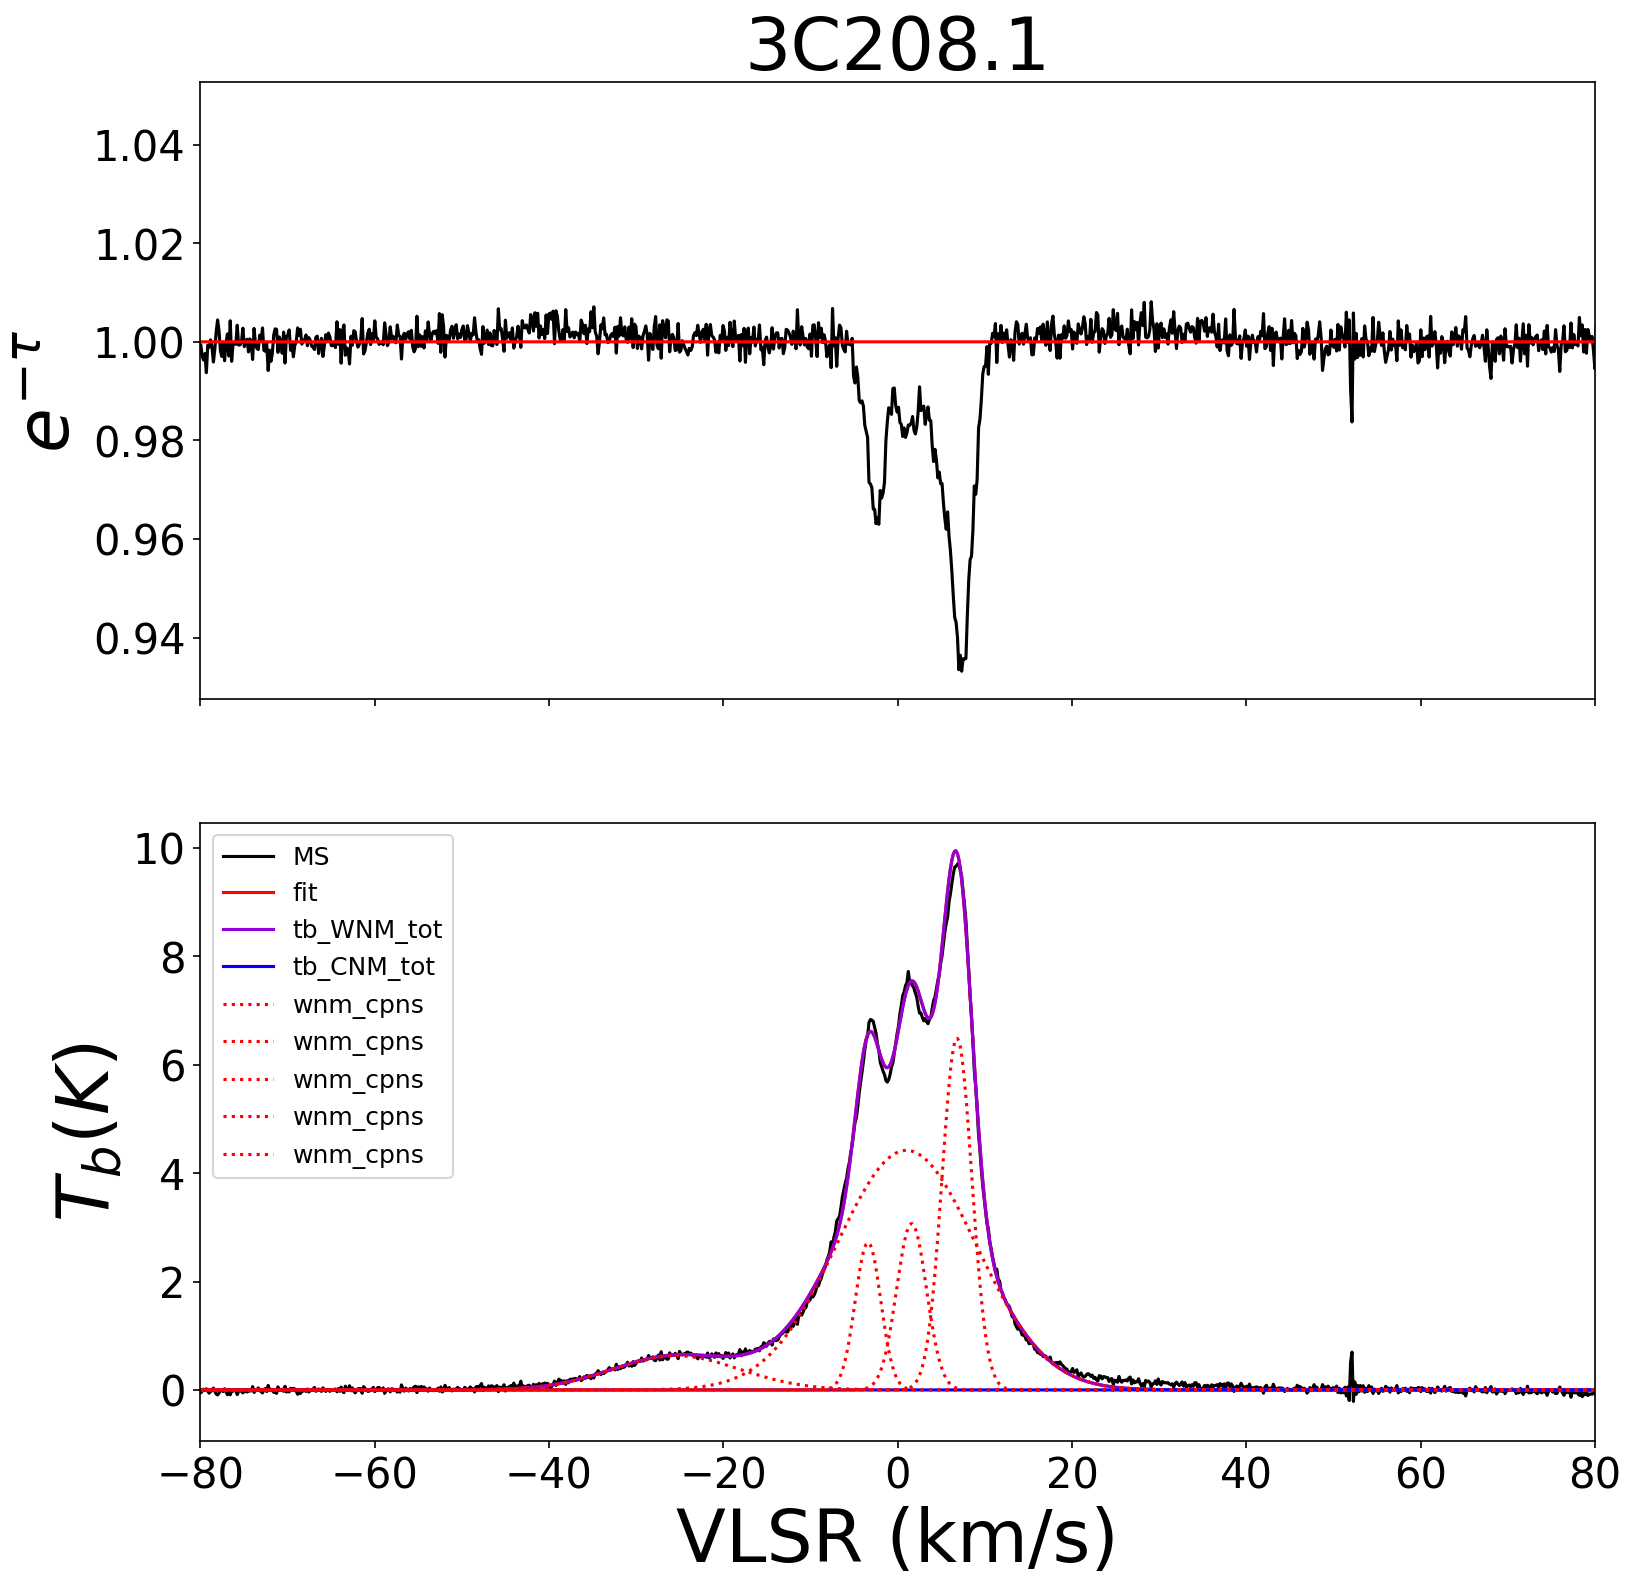 3C208.1
1.04
1.02
1.00
0.98
0.96
0.94
e^{-τ}
10
8
6
4
2
0
T_b(K)
MS
fit
tb_WNM_tot
tb_CNM_tot
wnm_cpns
wnm_cpns
wnm_cpns
wnm_cpns
wnm_cpns
−80 −60 −40 −20 0 20 40 60 80
VLSR (km/s)